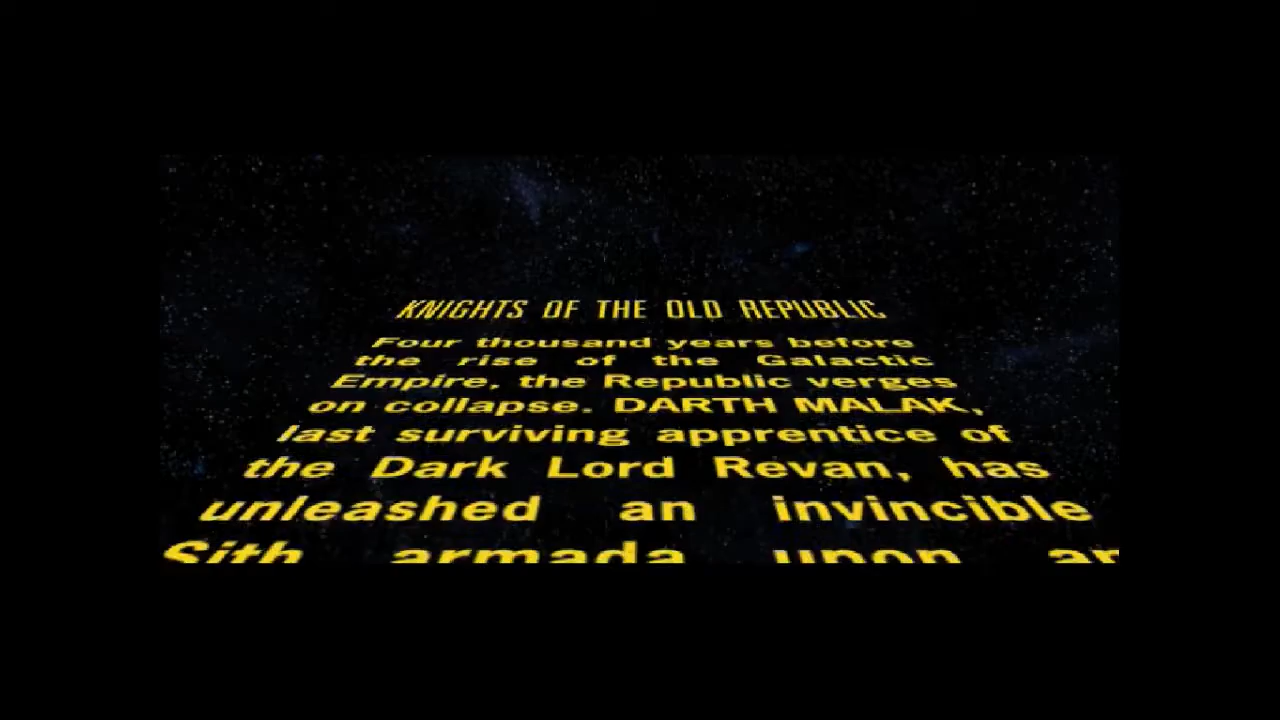 KNIGHTS OF THE OLD REPUBLIC
Four thousand years before
the rise of the Galactic
Empire, the Republic verges
on collapse. DARTH MALAK,
last surviving apprentice of
the Dark Lord Revan, has
unleashed an invincible
Sith armada upon